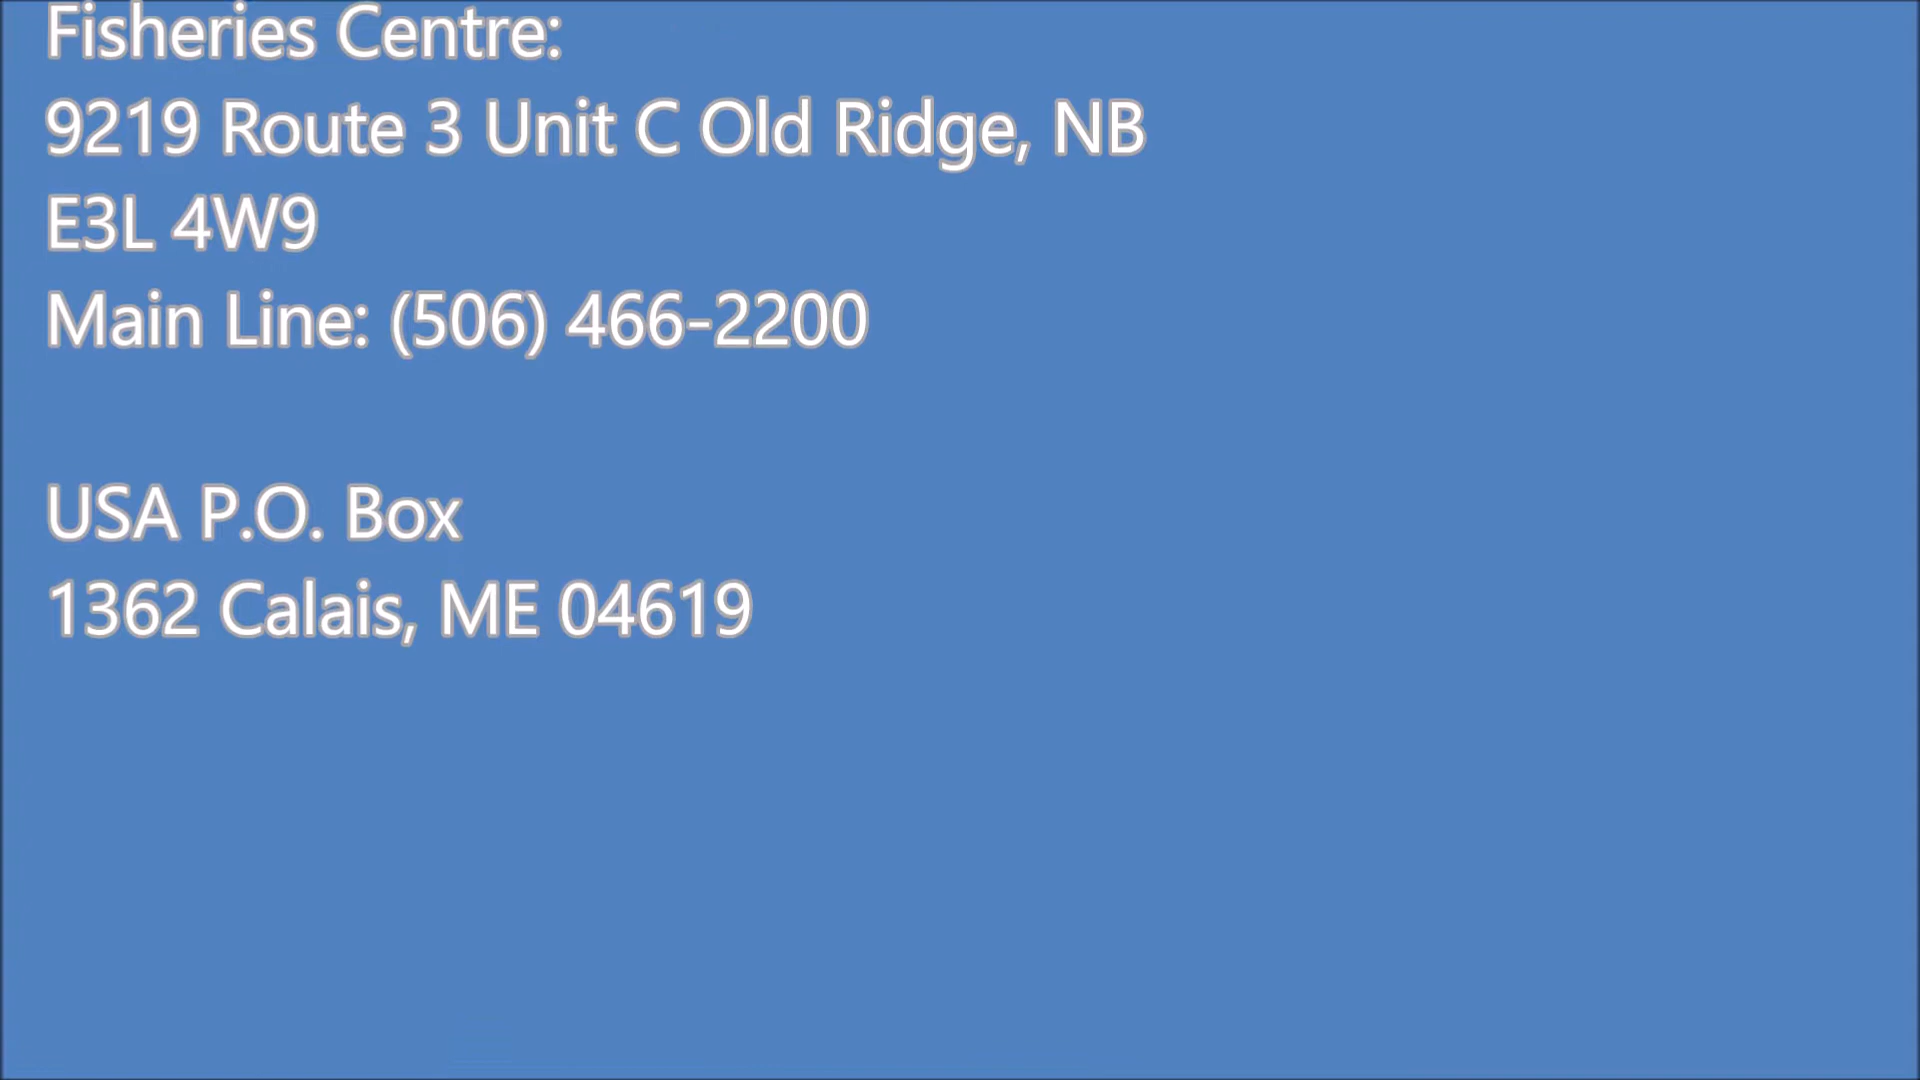 Fisheries Centre:
9219 Route 3 Unit C Old Ridge, NB
E3L 4W9
Main Line: (506) 466-2200
USA P.O. Box
1362 Calais, ME 04619